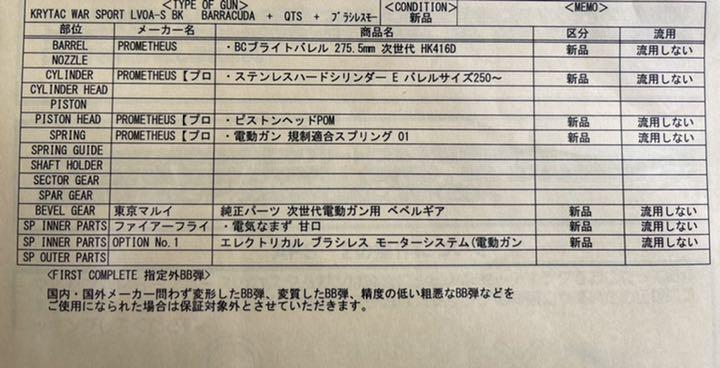 <TYPE OF GUN> <CONDITION> <MEMO>
KRYTAC WAR SPORT LVOA-S BK BARRACUDA + QTS + ブラシレスモー 新品
部位 メーカー名 商品名 区分 流用
BARREL PROMETHEUS ・BCブライトバレル 275.5mm 次世代 HK416D 新品 流用しない
NOZZLE
CYLINDER PROMETHEUS【プロ ・ステンレスハードシリンダー E バレルサイズ250～ 新品 流用しない
CYLINDER HEAD
PISTON
PISTON HEAD PROMETHEUS【プロ ・ピストンヘッドPOM 新品 流用しない
SPRING PROMETHEUS【プロ ・電動ガン 規制適合スプリング 01 新品 流用しない
SPRING GUIDE
SHAFT HOLDER
SECTOR GEAR
SPAR GEAR
BEVEL GEAR 東京マルイ 純正パーツ 次世代電動ガン用 ベベルギア 新品 流用しない
SP INNER PARTS ファイアーフライ ・電気なまず 甘口 新品 流用しない
SP INNER PARTS OPTION No.1 エレクトリカル ブラシレス モーターシステム(電動ガン 新品 流用しない
SP OUTER PARTS
<FIRST COMPLETE 指定外BB弾>
国内・国外メーカー問わず変形したBB弾、変質したBB弾、精度の低い粗悪なBB弾などを
ご使用になられた場合は保証対象外とさせていただきます。